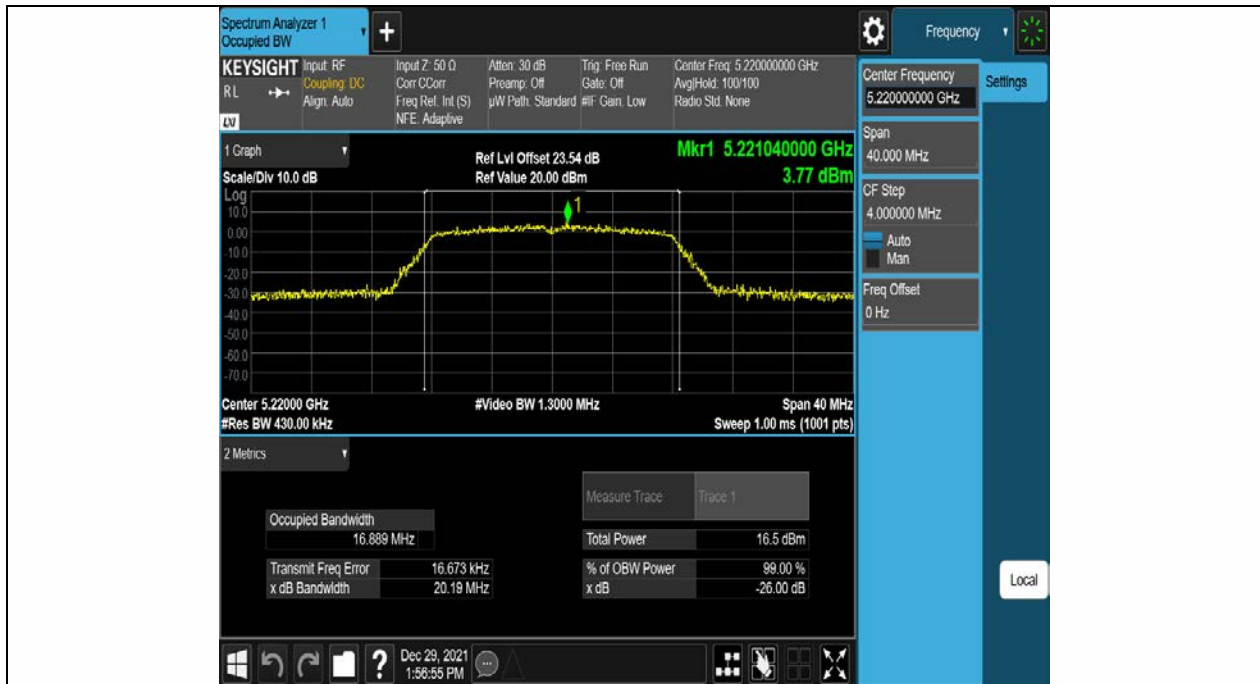 Spectrum Analyzer 1
Occupied BW
+
Frequency
KEYSIGHT
RL
LXI
Input: RF
Coupling: DC
Align: Auto
Input Z: 50 Ω
Corr CCorr
Freq Ref: Int (S)
NFE: Adaptive
Atten: 30 dB
Preamp: Off
µW Path: Standard
Trig: Free Run
Gate: Off
#IF Gain: Low
Center Freq: 5.220000000 GHz
Avg|Hold: 100/100
Radio Std: None
Center Frequency
5.220000000 GHz
Settings
Span
40.000 MHz
CF Step
4.000000 MHz
Auto
Man
Freq Offset
0 Hz
Local
1 Graph
Scale/Div 10.0 dB
Ref Lvl Offset 23.54 dB
Ref Value 20.00 dBm
Mkr1 5.221040000 GHz
3.77 dBm
Log
1
10.0
0.00
-10.0
-20.0
-30.0
-40.0
-50.0
-60.0
-70.0
Center 5.22000 GHz
#Res BW 430.00 kHz
#Video BW 1.3000 MHz
Span 40 MHz
Sweep 1.00 ms (1001 pts)
2 Metrics
Measure Trace Trace 1
Occupied Bandwidth
16.889 MHz
Total Power 16.5 dBm
Transmit Freq Error 16.673 kHz
% of OBW Power 99.00 %
x dB Bandwidth 20.19 MHz
x dB -26.00 dB
?
Dec 29, 2021
1:56:55 PM